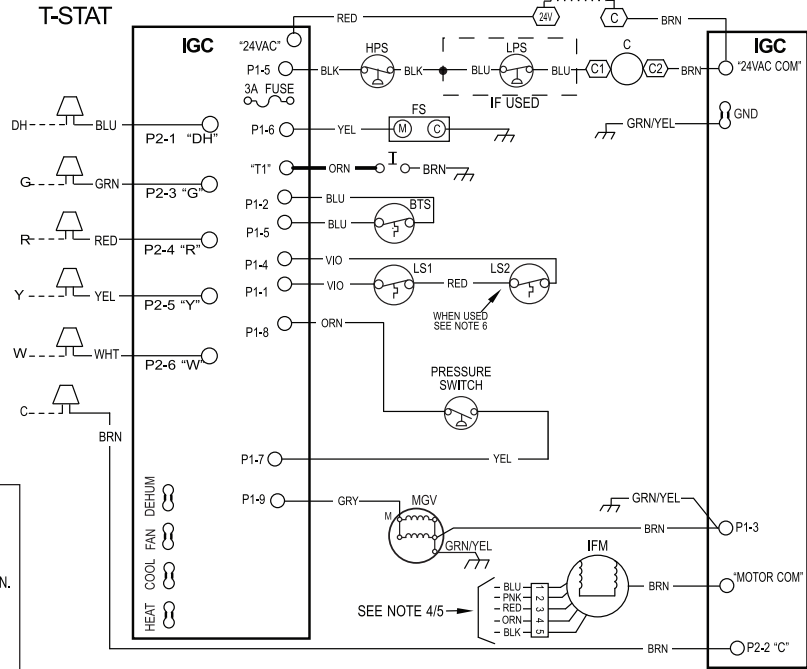 T-STAT
24V
C
BRN
RED
IGC
"24VAC"
IGC
"24VAC COM"
P1-5
BLK
HPS
BLK
BLU
LPS
BLU
C1
C
C2
BRN
IF USED
3A FUSE
GND
GRN/YEL
DH
BLU
P2-1 "DH"
P1-6
YEL
FS
M
C
"T1"
ORN
I
BRN
G
GRN
P2-3 "G"
P1-2
BLU
BTS
P1-5
BLU
R
RED
P2-4 "R"
P1-4
VIO
P1-1
VIO
LS1
RED
LS2
Y
YEL
P2-5 "Y"
WHEN USED
SEE NOTE 6
P1-8
ORN
W
WHT
P2-6 "W"
PRESSURE
SWITCH
C
BRN
P1-7
YEL
DEHUM
FAN
COOL
HEAT
P1-9
GRY
MGV
M
GRN/YEL
GRN/YEL
BRN
P1-3
IFM
BRN
"MOTOR COM"
N.
SEE NOTE 4/5
BLU 1
PNK 2
RED 3
ORN 4
BLK 5
BRN
P2-2 "C"